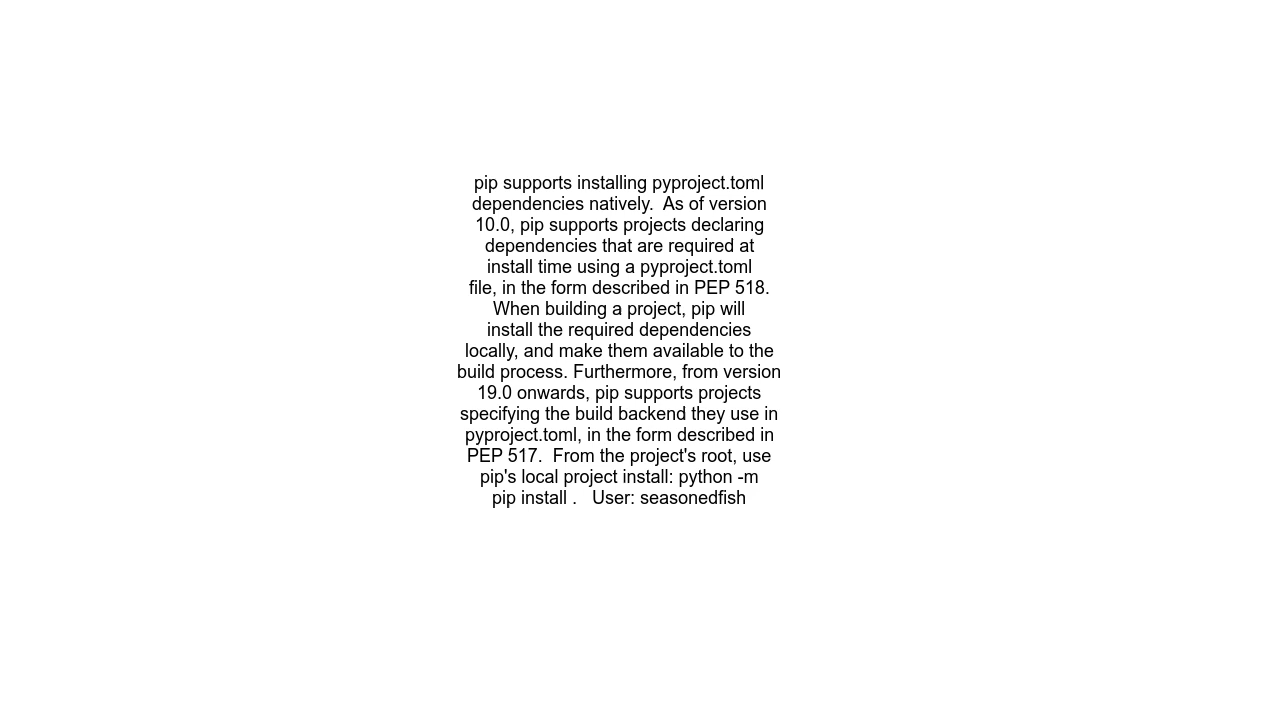 pip supports installing pyproject.toml
dependencies natively.  As of version
10.0, pip supports projects declaring
dependencies that are required at
install time using a pyproject.toml
file, in the form described in PEP 518.
When building a project, pip will
install the required dependencies
locally, and make them available to the
build process. Furthermore, from version
19.0 onwards, pip supports projects
specifying the build backend they use in
pyproject.toml, in the form described in
PEP 517.  From the project's root, use
pip's local project install: python -m
pip install .   User: seasonedfish